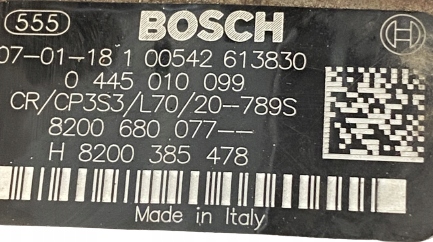 555 BOSCH
07-01-18 1 00542 613830
0 445 010 099
CR/CP3S3/L70/20-789S
8200 680 077--
H 8200 385 478
Made in Italy